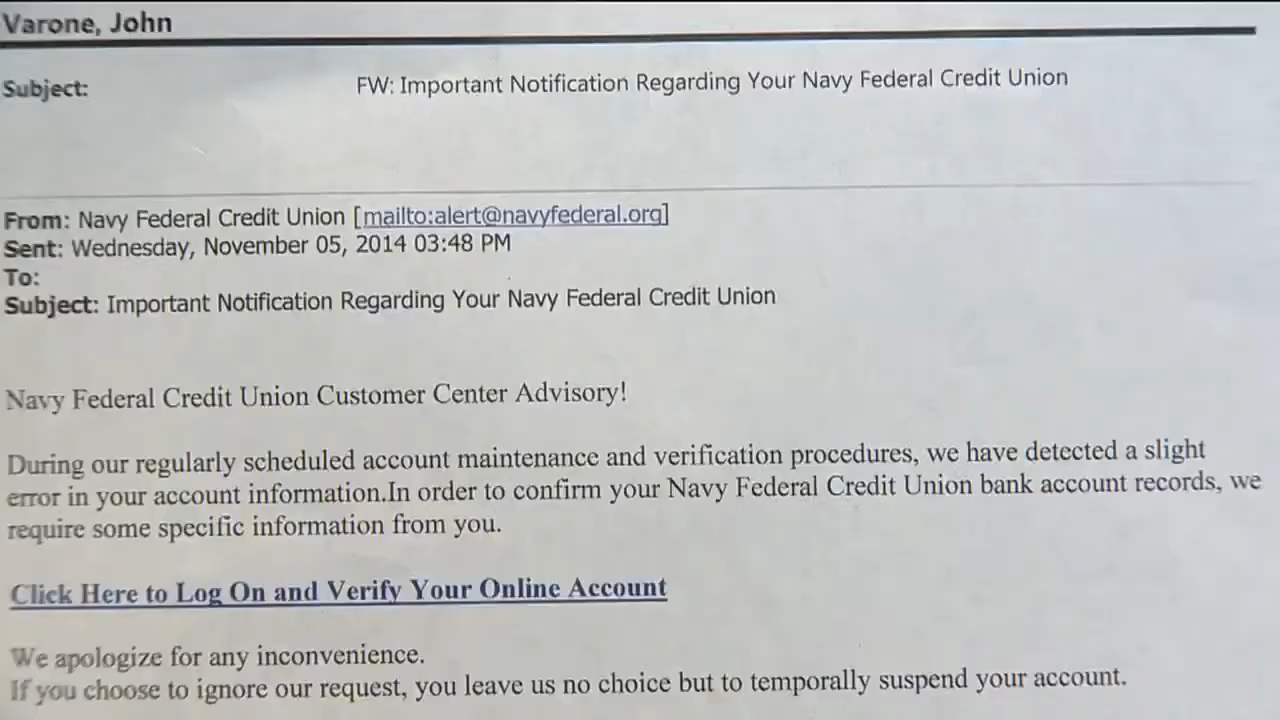 Varone, John
Subject: FW: Important Notification Regarding Your Navy Federal Credit Union
From: Navy Federal Credit Union [mailto:alert@navyfederal.org]
Sent: Wednesday, November 05, 2014 03:48 PM
To:
Subject: Important Notification Regarding Your Navy Federal Credit Union
Navy Federal Credit Union Customer Center Advisory!
During our regularly scheduled account maintenance and verification procedures, we have detected a slight
error in your account information.In order to confirm your Navy Federal Credit Union bank account records, we
require some specific information from you.
Click Here to Log On and Verify Your Online Account
We apologize for any inconvenience.
If you choose to ignore our request, you leave us no choice but to temporally suspend your account.